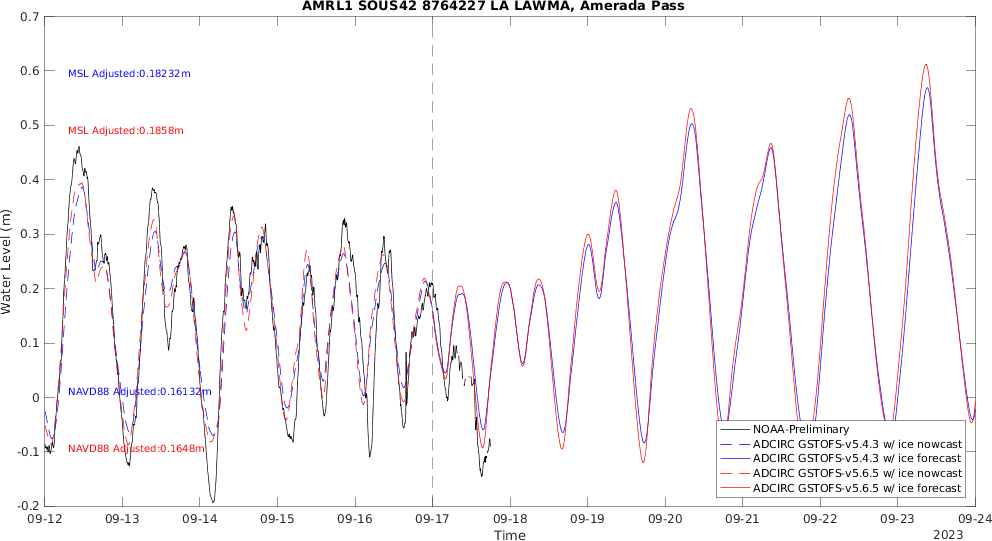 AMRL1 SOUS42 8764227 LA LAWMA, Amerada Pass
0.7
0.6
0.5
0.4
0.3
0.2
0.1
0
-0.1
-0.2
Water Level (m)
MSL Adjusted:0.18232m
MSL Adjusted:0.1858m
NAVD88 Adjusted:0.16132m
NAVD88 Adjusted:0.1648m
NOAA-Preliminary
ADCIRC GSTOFS-v5.4.3 w/ ice nowcast
ADCIRC GSTOFS-v5.4.3 w/ ice forecast
ADCIRC GSTOFS-v5.6.5 w/ ice nowcast
ADCIRC GSTOFS-v5.6.5 w/ ice forecast
09-12 09-13 09-14 09-15 09-16 09-17 09-18 09-19 09-20 09-21 09-22 09-23 09-24
Time
2023